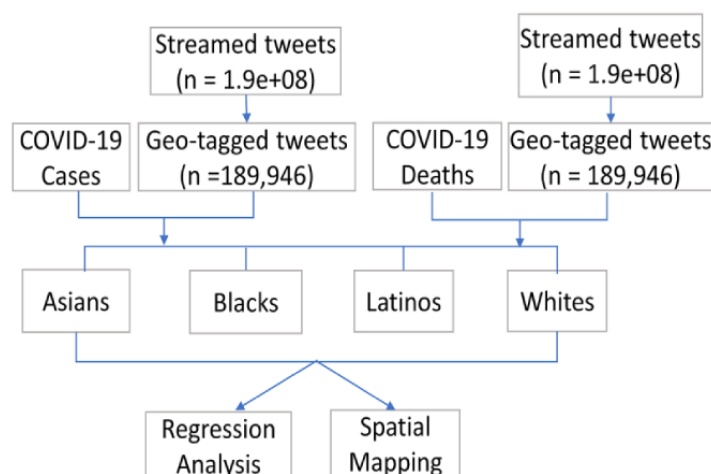 Streamed tweets
(n = 1.9e+08)
Streamed tweets
(n = 1.9e+08)
COVID-19
Cases
Geo-tagged tweets
(n =189,946)
COVID-19
Deaths
Geo-tagged tweets
(n = 189,946)
Asians
Blacks
Latinos
Whites
Regression
Analysis
Spatial
Mapping